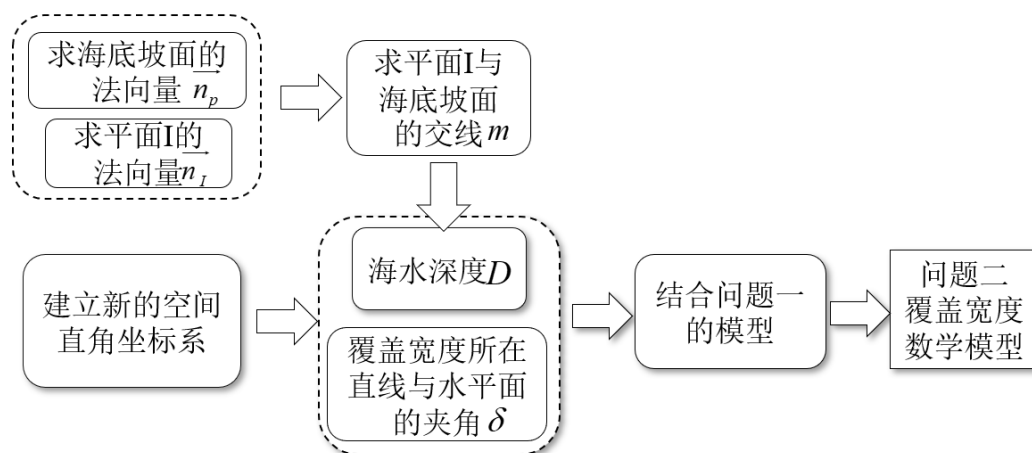 求海底坡面的
法向量 $\overrightarrow{n_p}$
求平面I的
法向量 $\overrightarrow{n_I}$
求平面I与
海底坡面
的交线 m
建立新的空间
直角坐标系
海水深度D
覆盖宽度所在
直线与水平面
的夹角 δ
结合问题一
的模型
问题二
覆盖宽度
数学模型